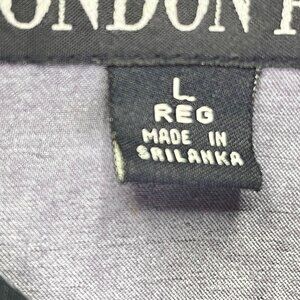 ONDON F
L
REG
MADE IN
SRILANKA